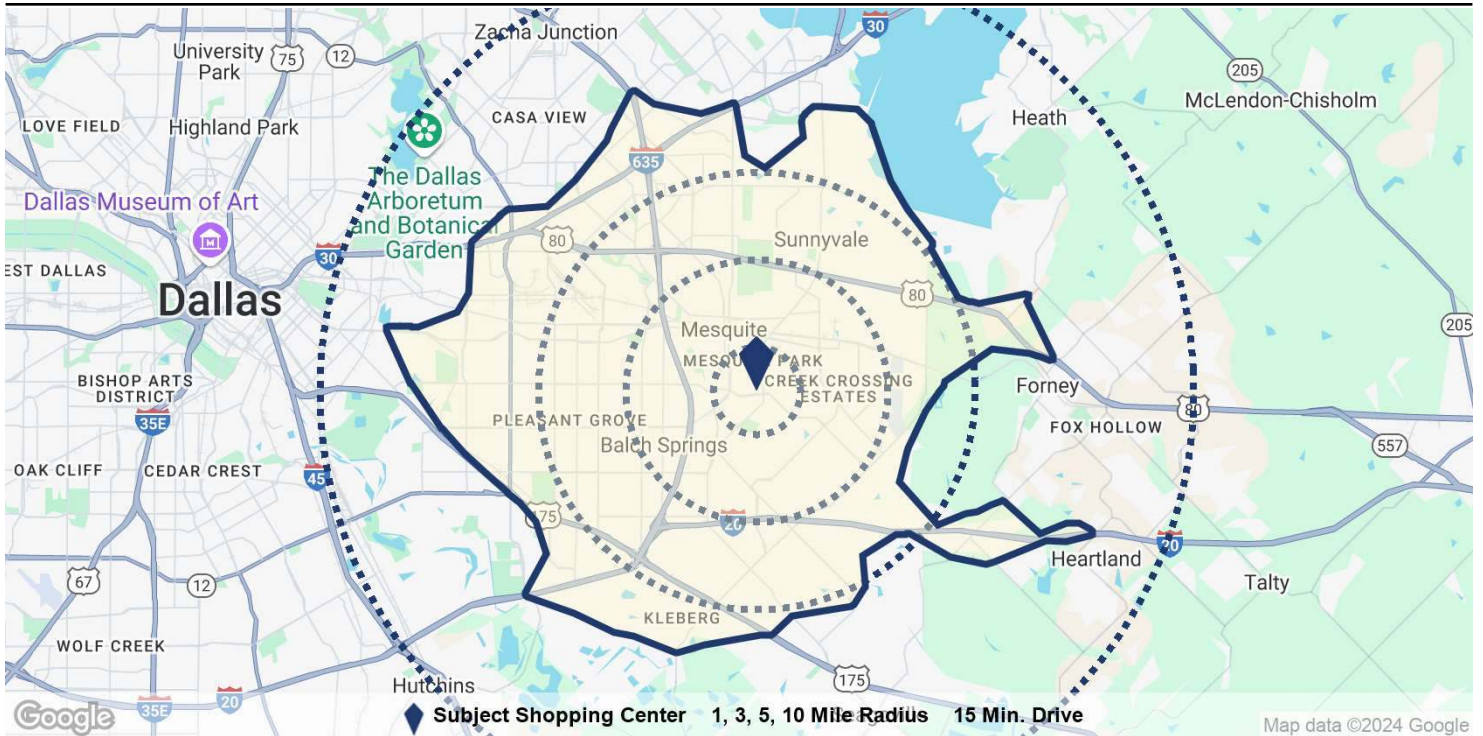 Zacha Junction
30
University
Park
75
12
205
McLendon-Chisholm
LOVE FIELD
Highland Park
CASA VIEW
Heath
635
The Dallas
Arboretum
and Botanical
Garden
Dallas Museum of Art
80
Sunnyvale
30
EST DALLAS
80
Dallas
Mesquite
205
MESQUITE PARK
CREEK CROSSING
ESTATES
BISHOP ARTS
DISTRICT
Forney
80
35E
PLEASANT GROVE
FOX HOLLOW
Balch Springs
557
OAK CLIFF
CEDAR CREST
45
175
20
20
Heartland
67
12
Talty
KLEBERG
WOLF CREEK
175
Hutchins
20
35E
Google
Subject Shopping Center 1, 3, 5, 10 Mile Radius 15 Min. Drive
Map data ©2024 Google